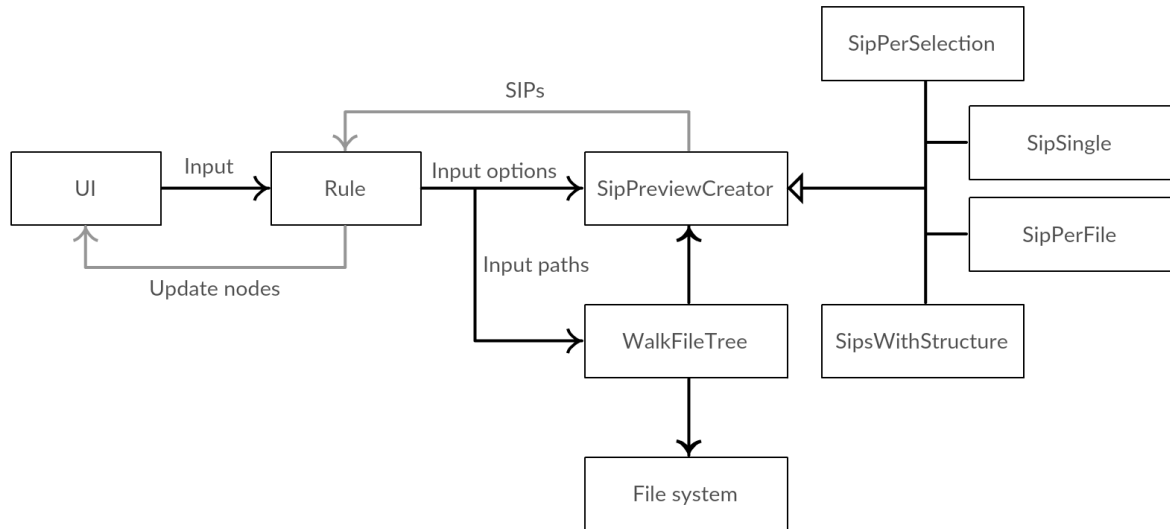 SipPerSelection
SIPs
SipSingle
UI
Input
Rule
Input options
SipPreviewCreator
SipPerFile
Update nodes
Input paths
WalkFileTree
SipsWithStructure
File system